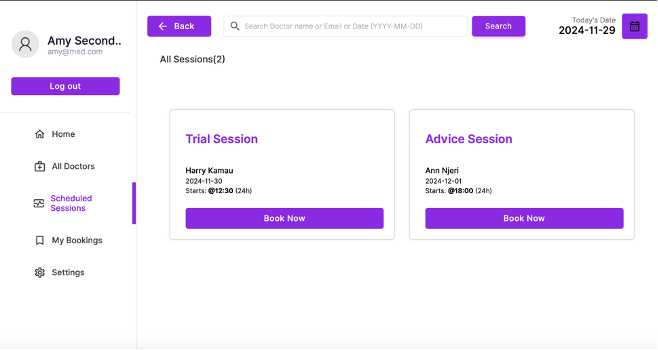 Amy Second..
amy@med.com
Log out
Home
All Doctors
Scheduled
Sessions
My Bookings
Settings
Back
Search Doctor name or Email or Date (YYYY-MM-DD)
Search
Today's Date
2024-11-29
All Sessions(2)
Trial Session
Harry Kamau
2024-11-30
Starts: @12:30 (24h)
Book Now
Advice Session
Ann Njeri
2024-12-01
Starts: @18:00 (24h)
Book Now